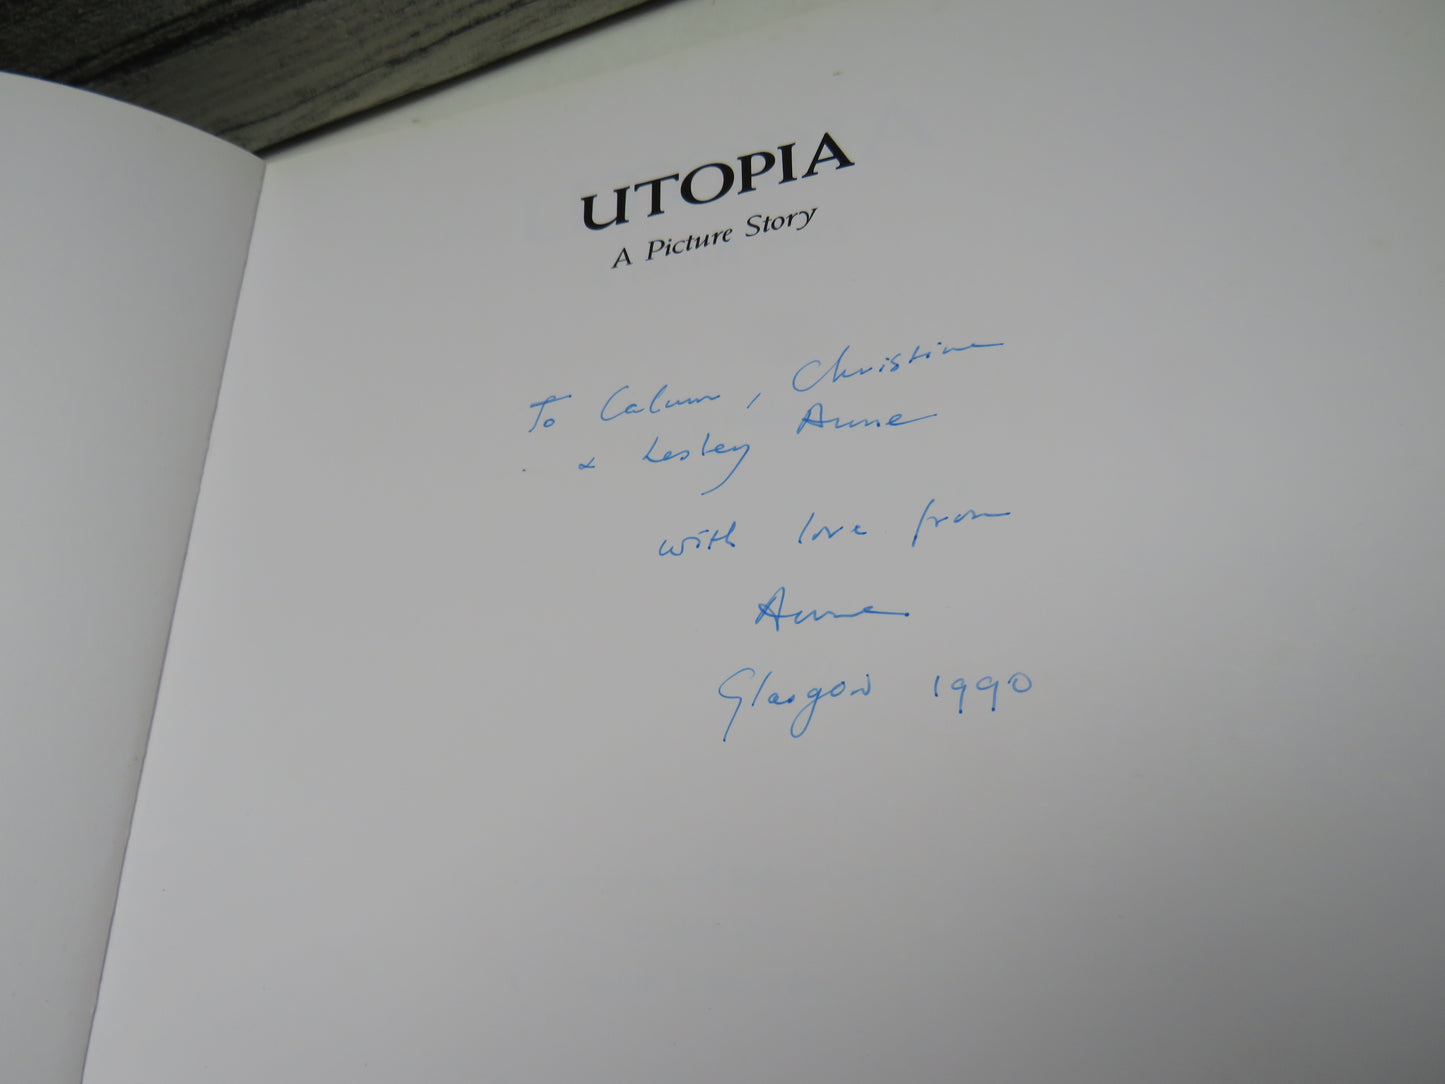 UTOPIA
A Picture Story
To Calum, Christine
& Lesley Anne
with love from
Anne
Glasgow 1990